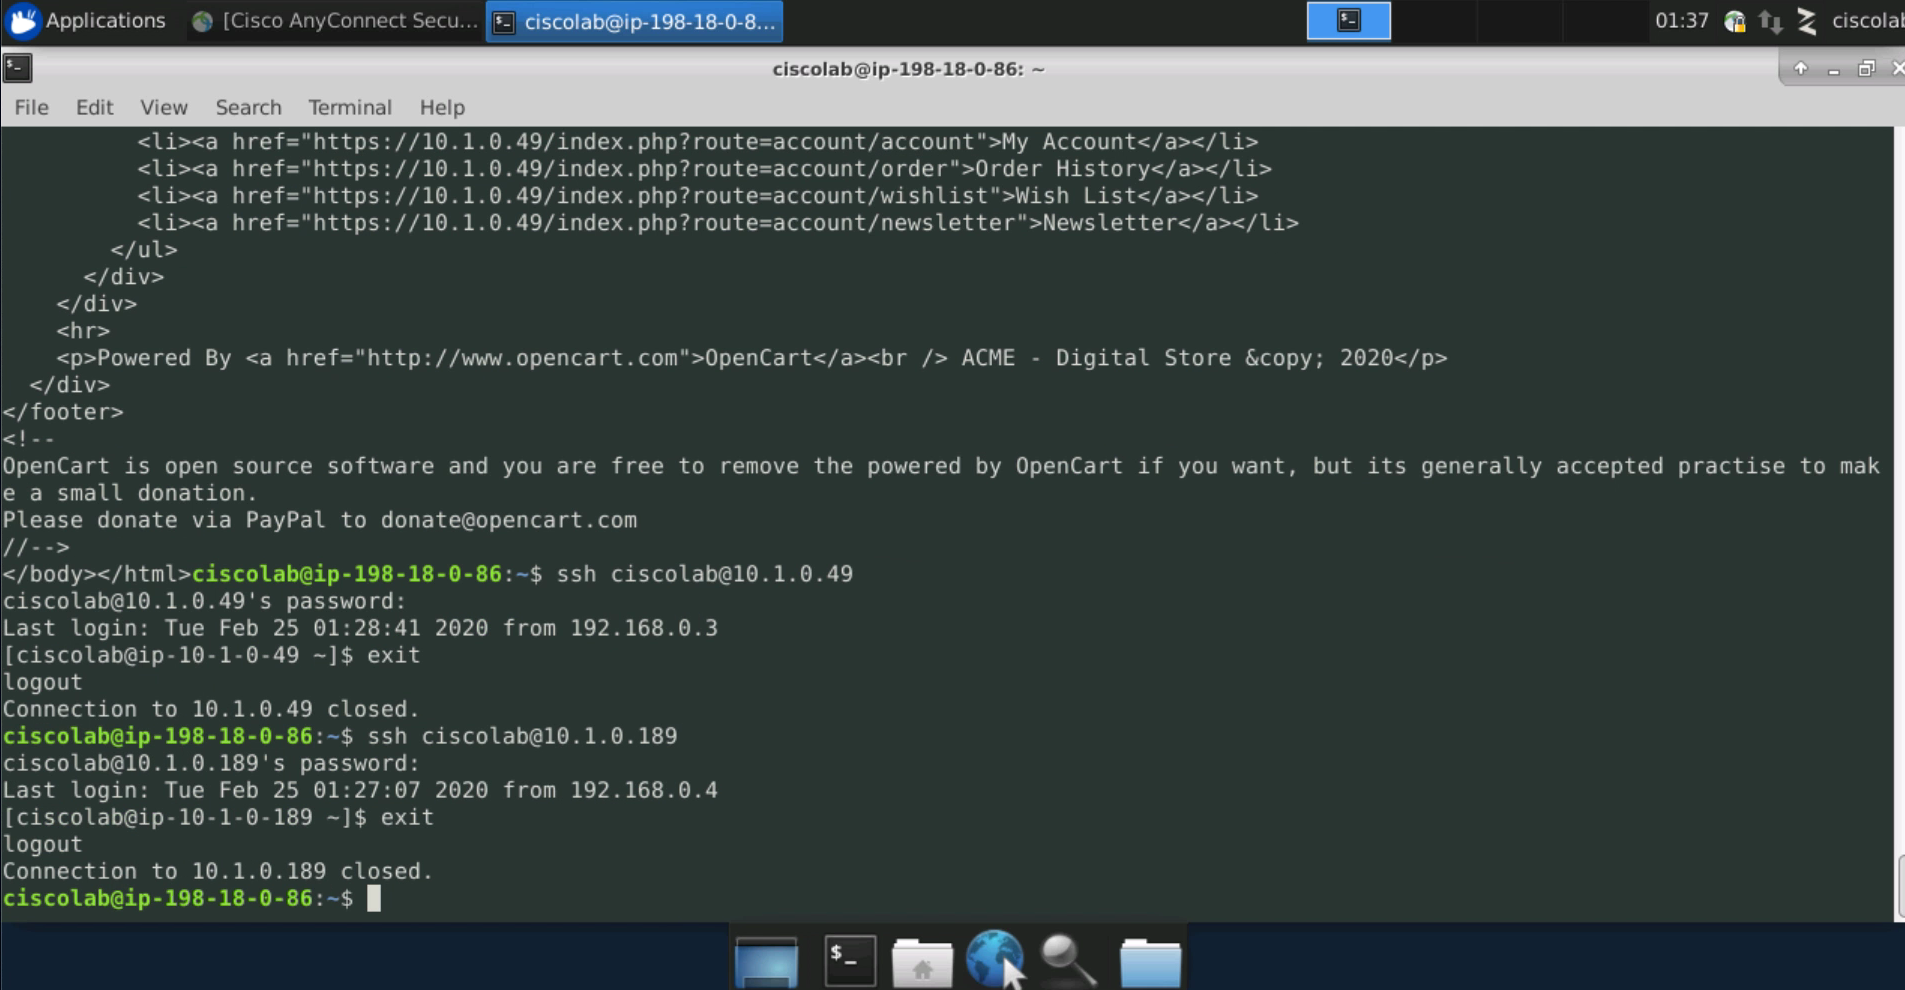 Applications [Cisco AnyConnect Secu... ciscolab@ip-198-18-0-8... 01:37 ciscolab
ciscolab@ip-198-18-0-86: ~
File Edit View Search Terminal Help
<li><a href="https://10.1.0.49/index.php?route=account/account">My Account</a></li>
<li><a href="https://10.1.0.49/index.php?route=account/order">Order History</a></li>
<li><a href="https://10.1.0.49/index.php?route=account/wishlist">Wish List</a></li>
<li><a href="https://10.1.0.49/index.php?route=account/newsletter">Newsletter</a></li>
</ul>
</div>
</div>
<hr>
<p>Powered By <a href="http://www.opencart.com">OpenCart</a><br /> ACME - Digital Store &copy; 2020</p>
</div>
</footer>
<!--
OpenCart is open source software and you are free to remove the powered by OpenCart if you want, but its generally accepted practise to mak
e a small donation.
Please donate via PayPal to donate@opencart.com
//-->
</body></html>ciscolab@ip-198-18-0-86:~$ ssh ciscolab@10.1.0.49
ciscolab@10.1.0.49's password:
Last login: Tue Feb 25 01:28:41 2020 from 192.168.0.3
[ciscolab@ip-10-1-0-49 ~]$ exit
logout
Connection to 10.1.0.49 closed.
ciscolab@ip-198-18-0-86:~$ ssh ciscolab@10.1.0.189
ciscolab@10.1.0.189's password:
Last login: Tue Feb 25 01:27:07 2020 from 192.168.0.4
[ciscolab@ip-10-1-0-189 ~]$ exit
logout
Connection to 10.1.0.189 closed.
ciscolab@ip-198-18-0-86:~$